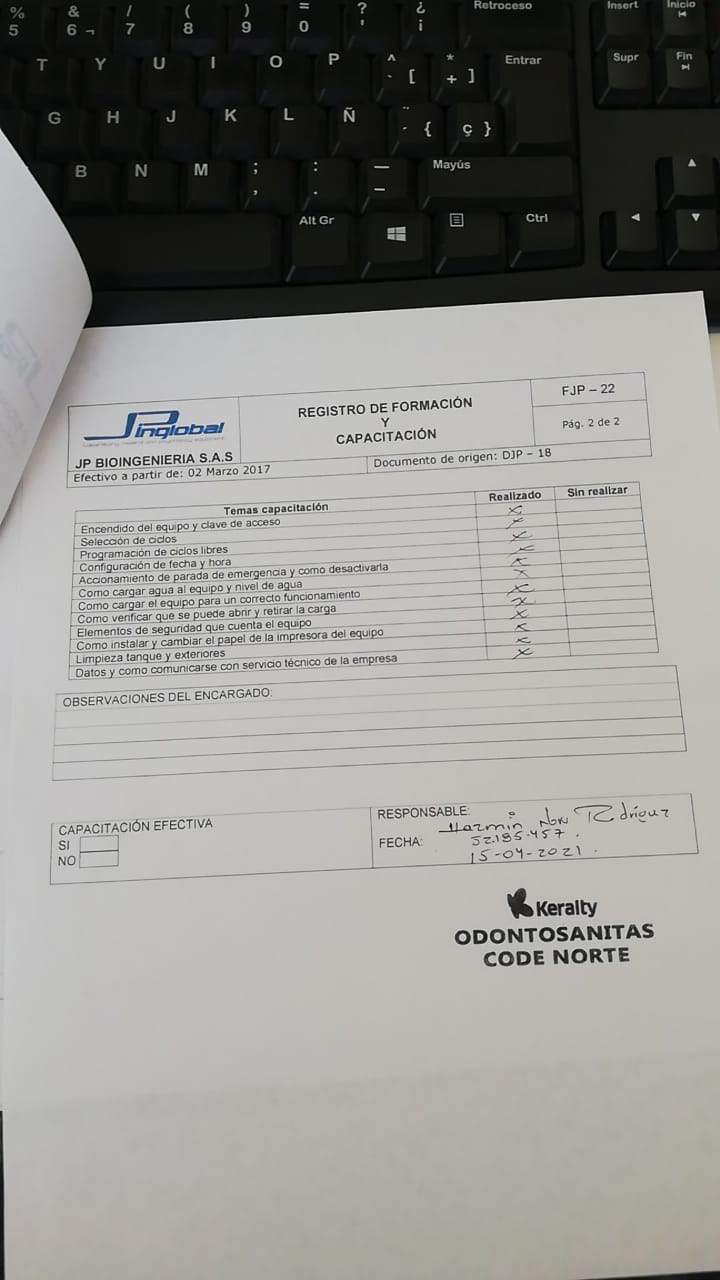 % & / ( ) = ? ¿ Retroceso Insert Inicio
5 6 ¬ 7 8 9 0 ' ¡
T Y U I O P ^ ` [ * + ] Entrar Supr Fin
G H J K L Ñ ¨ ´ { Ç }
B N M ; , : . — – Mayús
Alt Gr Ctrl
JPinglobal
JP BIOINGENIERIA S.A.S
REGISTRO DE FORMACIÓN
Y
CAPACITACIÓN
FJP – 22
Pág. 2 de 2
Efectivo a partir de: 02 Marzo 2017
Documento de origen: DJP – 18
Temas capacitación Realizado Sin realizar
Encendido del equipo y clave de acceso X
Selección de ciclos X
Programación de ciclos libres X
Configuración de fecha y hora X
Accionamiento de parada de emergencia y como desactivarla X
Como cargar agua al equipo y nivel de agua X
Como cargar el equipo para un correcto funcionamiento X
Como verificar que se puede abrir y retirar la carga X
Elementos de seguridad que cuenta el equipo X
Como instalar y cambiar el papel de la impresora del equipo X
Limpieza tanque y exteriores X
Datos y como comunicarse con servicio técnico de la empresa X
OBSERVACIONES DEL ENCARGADO:
CAPACITACIÓN EFECTIVA
SI
NO
RESPONSABLE:
52.185.457.
FECHA: 15-04-2021.
Keralty
ODONTOSANITAS
CODE NORTE